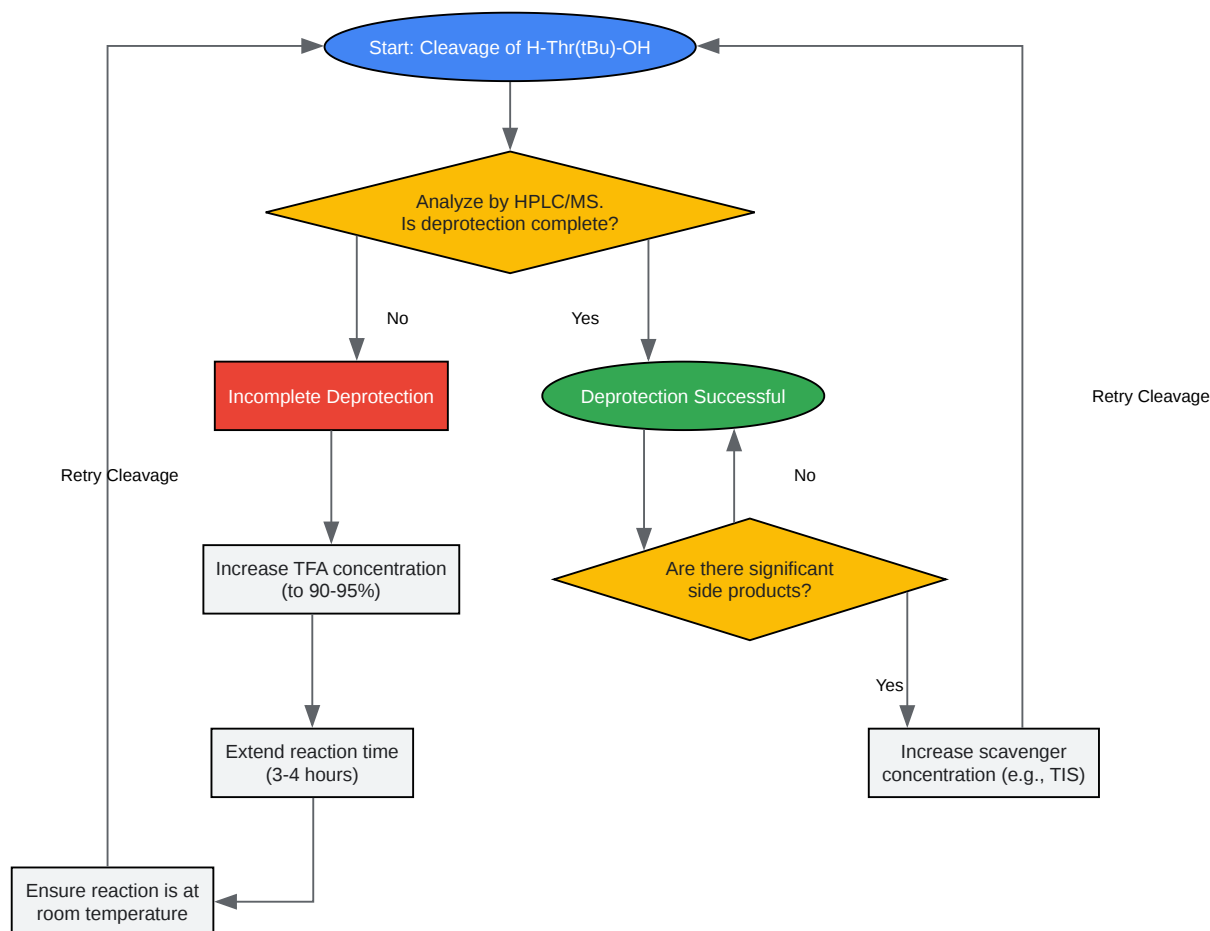 Start: Cleavage of H-Thr(tBu)-OH
Analyze by HPLC/MS.
Is deprotection complete?
No
Yes
Incomplete Deprotection
Deprotection Successful
Retry Cleavage
Retry Cleavage
No
Increase TFA concentration
(to 90-95%)
Are there significant
side products?
Yes
Extend reaction time
(3-4 hours)
Increase scavenger
concentration (e.g., TIS)
Ensure reaction is at
room temperature